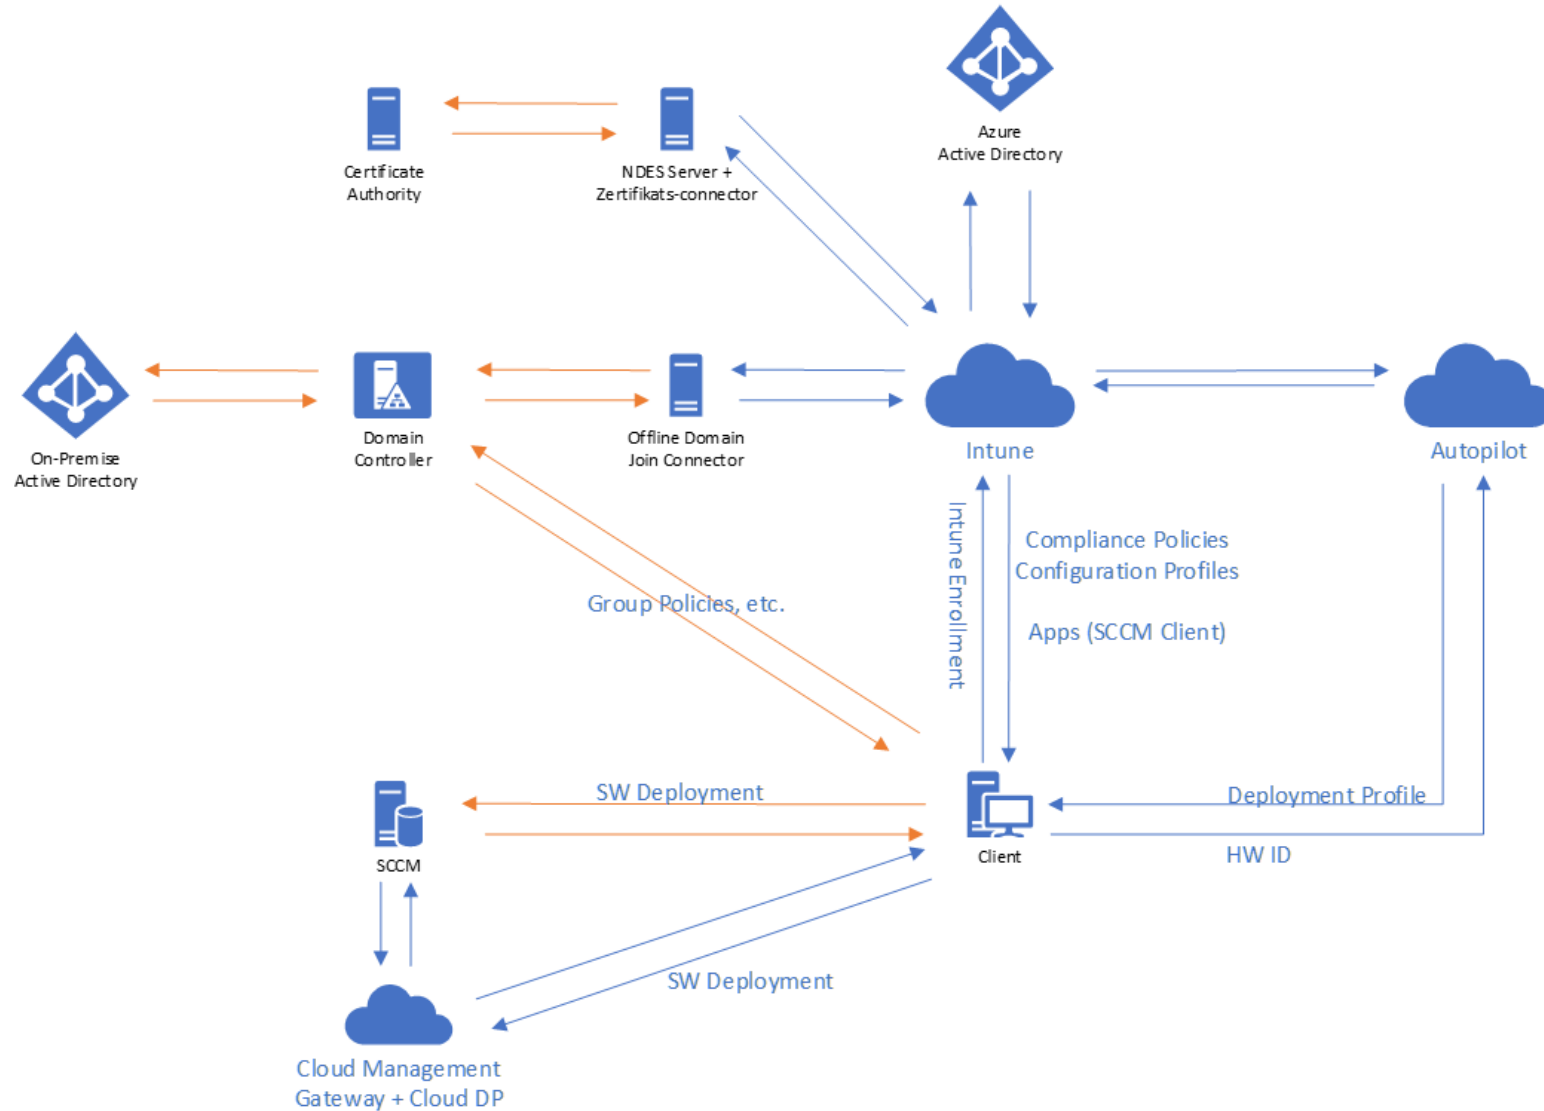 Azure
Active Directory
Certificate
Authority
NDES Server +
Zertifikats-connector
On-Premise
Active Directory
Domain
Controller
Offline Domain
Join Connector
Intune
Autopilot
Intune Enrollment
Compliance Policies
Configuration Profiles
Apps (SCCM Client)
Group Policies, etc.
SW Deployment
Deployment Profile
SCCM
Client
HW ID
SW Deployment
Cloud Management
Gateway + Cloud DP